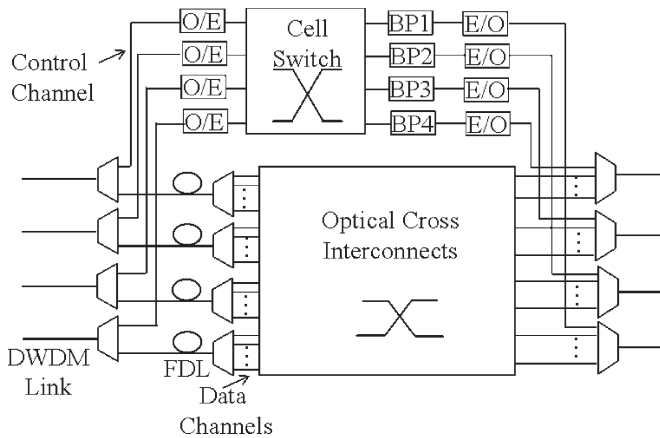 O/E
Cell
Switch
BP1
E/O
O/E
BP2
E/O
Control
Channel
O/E
BP3
E/O
O/E
BP4
E/O
Optical Cross
Interconnects
DWDM
Link
FDL
Data
Channels